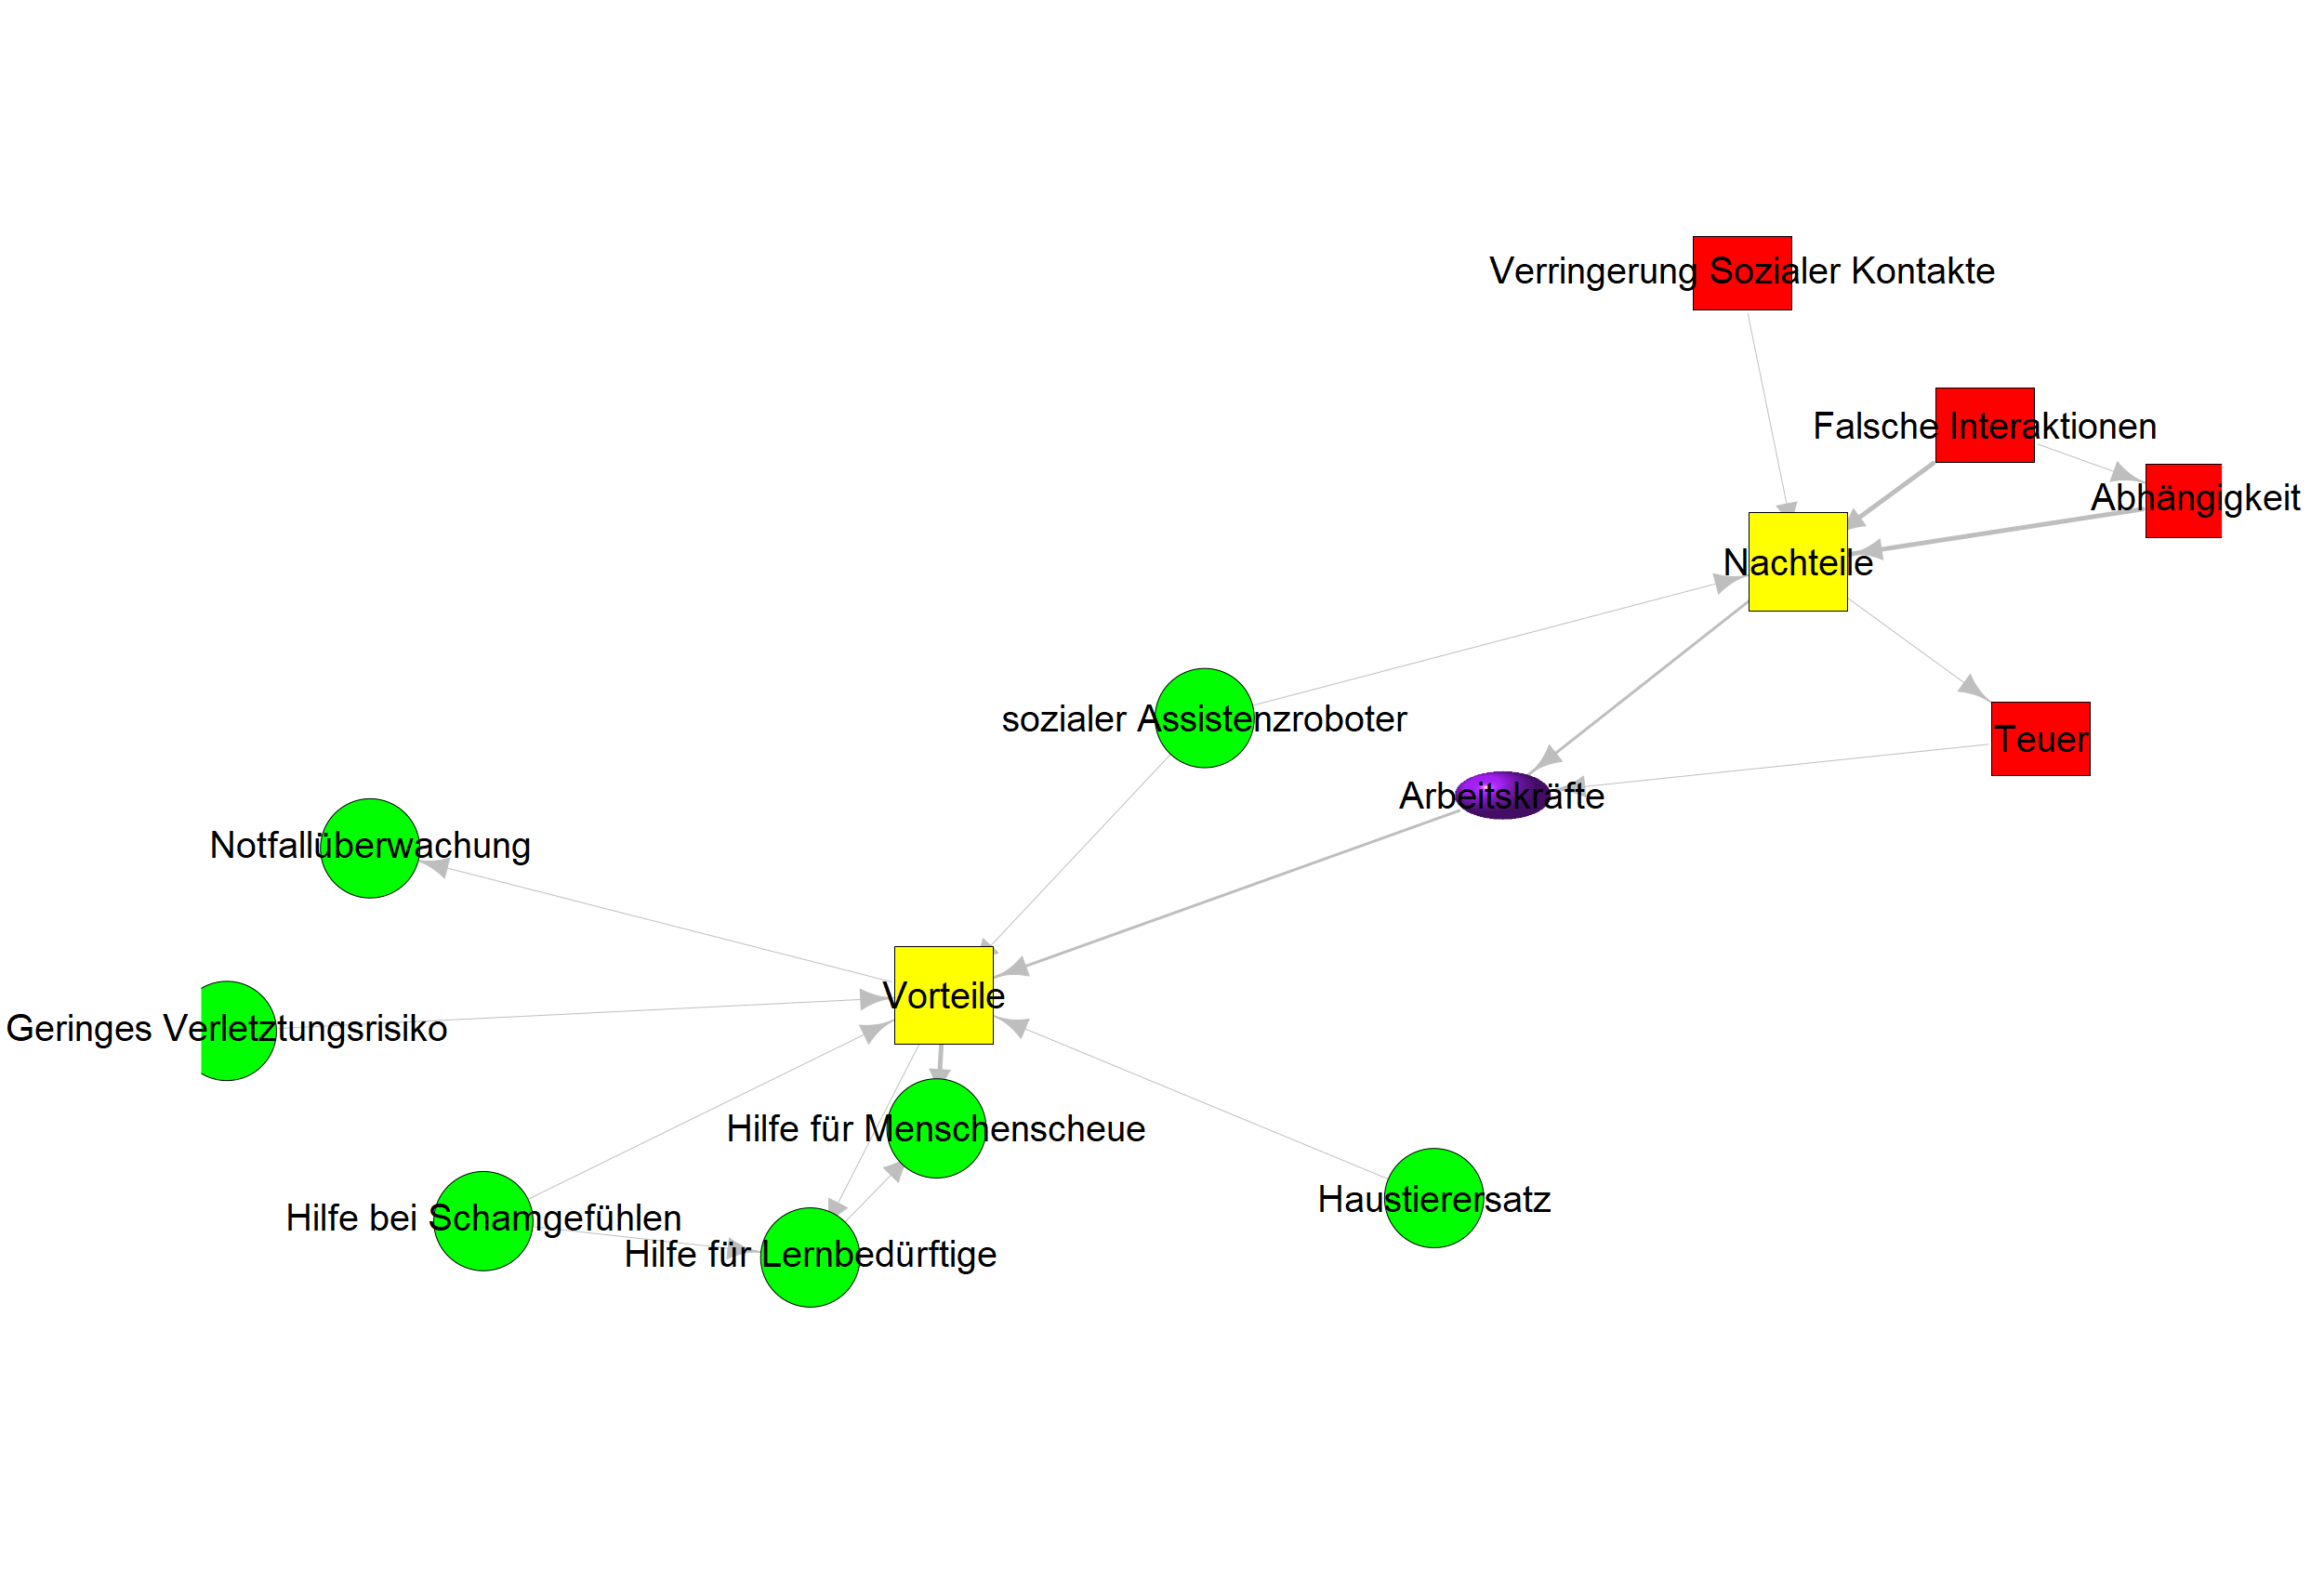 Verringerung Sozialer Kontakte
Falsche Interaktionen
Abhängigkeit
Nachteile
sozialer Assistenzroboter
Teuer
Arbeitskräfte
Notfallüberwachung
Vorteile
Geringes Verletztungsrisiko
Hilfe für Menschenscheue
Haustierersatz
Hilfe bei Schamgefühlen
Hilfe für Lernbedürftige